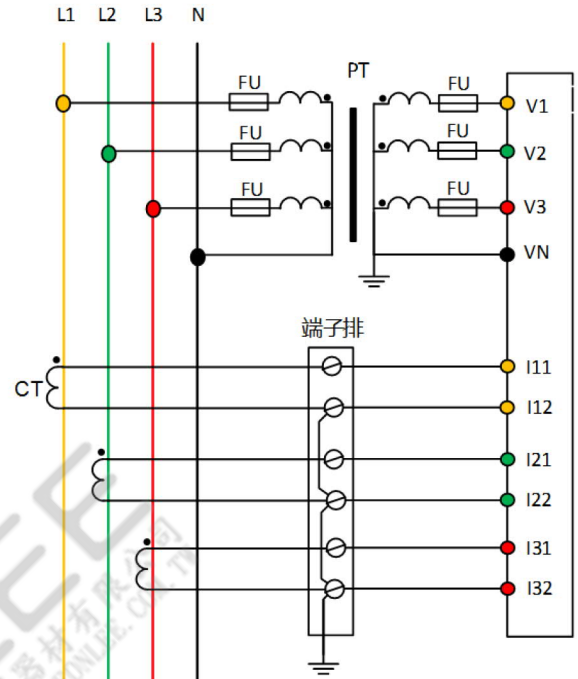 L1 L2 L3 N
PT
FU FU
V1
FU FU
V2
FU FU
V3
VN
端子排
CT
I11
I12
I21
I22
I31
I32